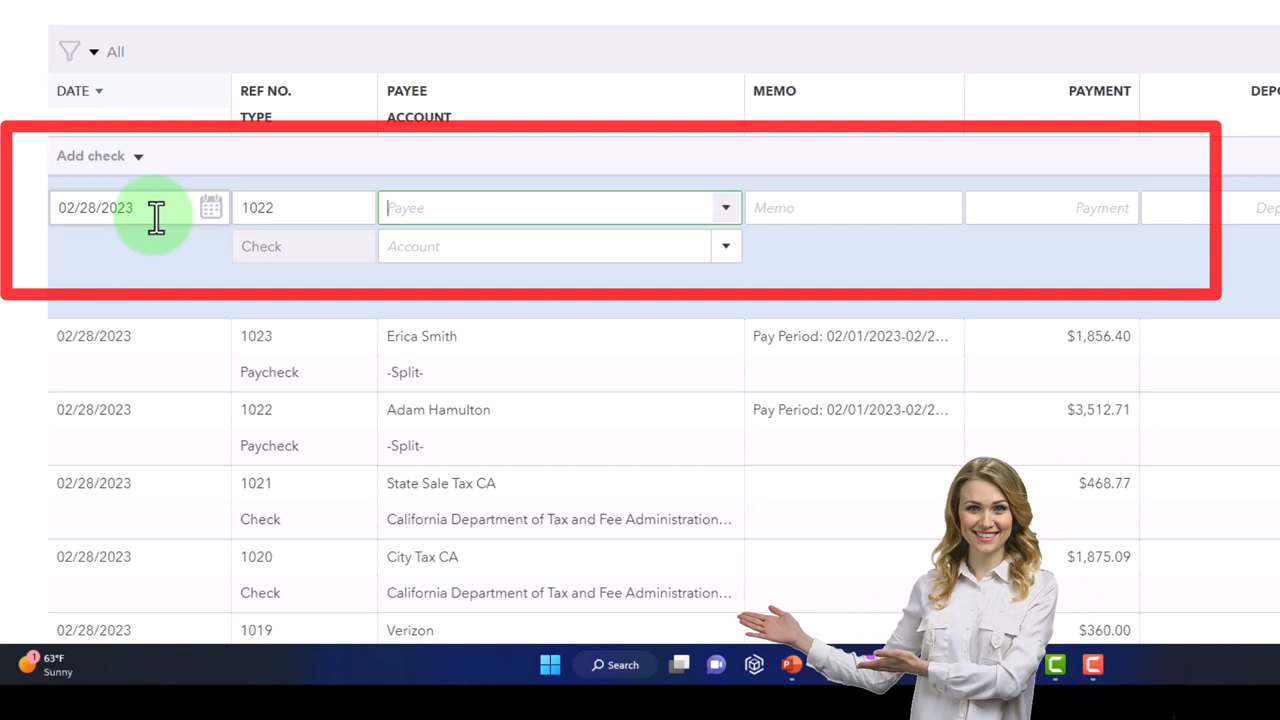 All
DATE REF NO. PAYEE MEMO PAYMENT DEPO
TYPE ACCOUNT
Add check
02/28/2023 1022 Payee Memo Payment Dep
Check Account
02/28/2023 1023 Erica Smith Pay Period: 02/01/2023-02/2... $1,856.40
Paycheck -Split-
02/28/2023 1022 Adam Hamulton Pay Period: 02/01/2023-02/2... $3,512.71
Paycheck -Split-
02/28/2023 1021 State Sale Tax CA $468.77
Check California Department of Tax and Fee Administration...
02/28/2023 1020 City Tax CA $1,875.09
Check California Department of Tax and Fee Administration...
02/28/2023 1019 Verizon $360.00
1 63°F
Sunny
Search